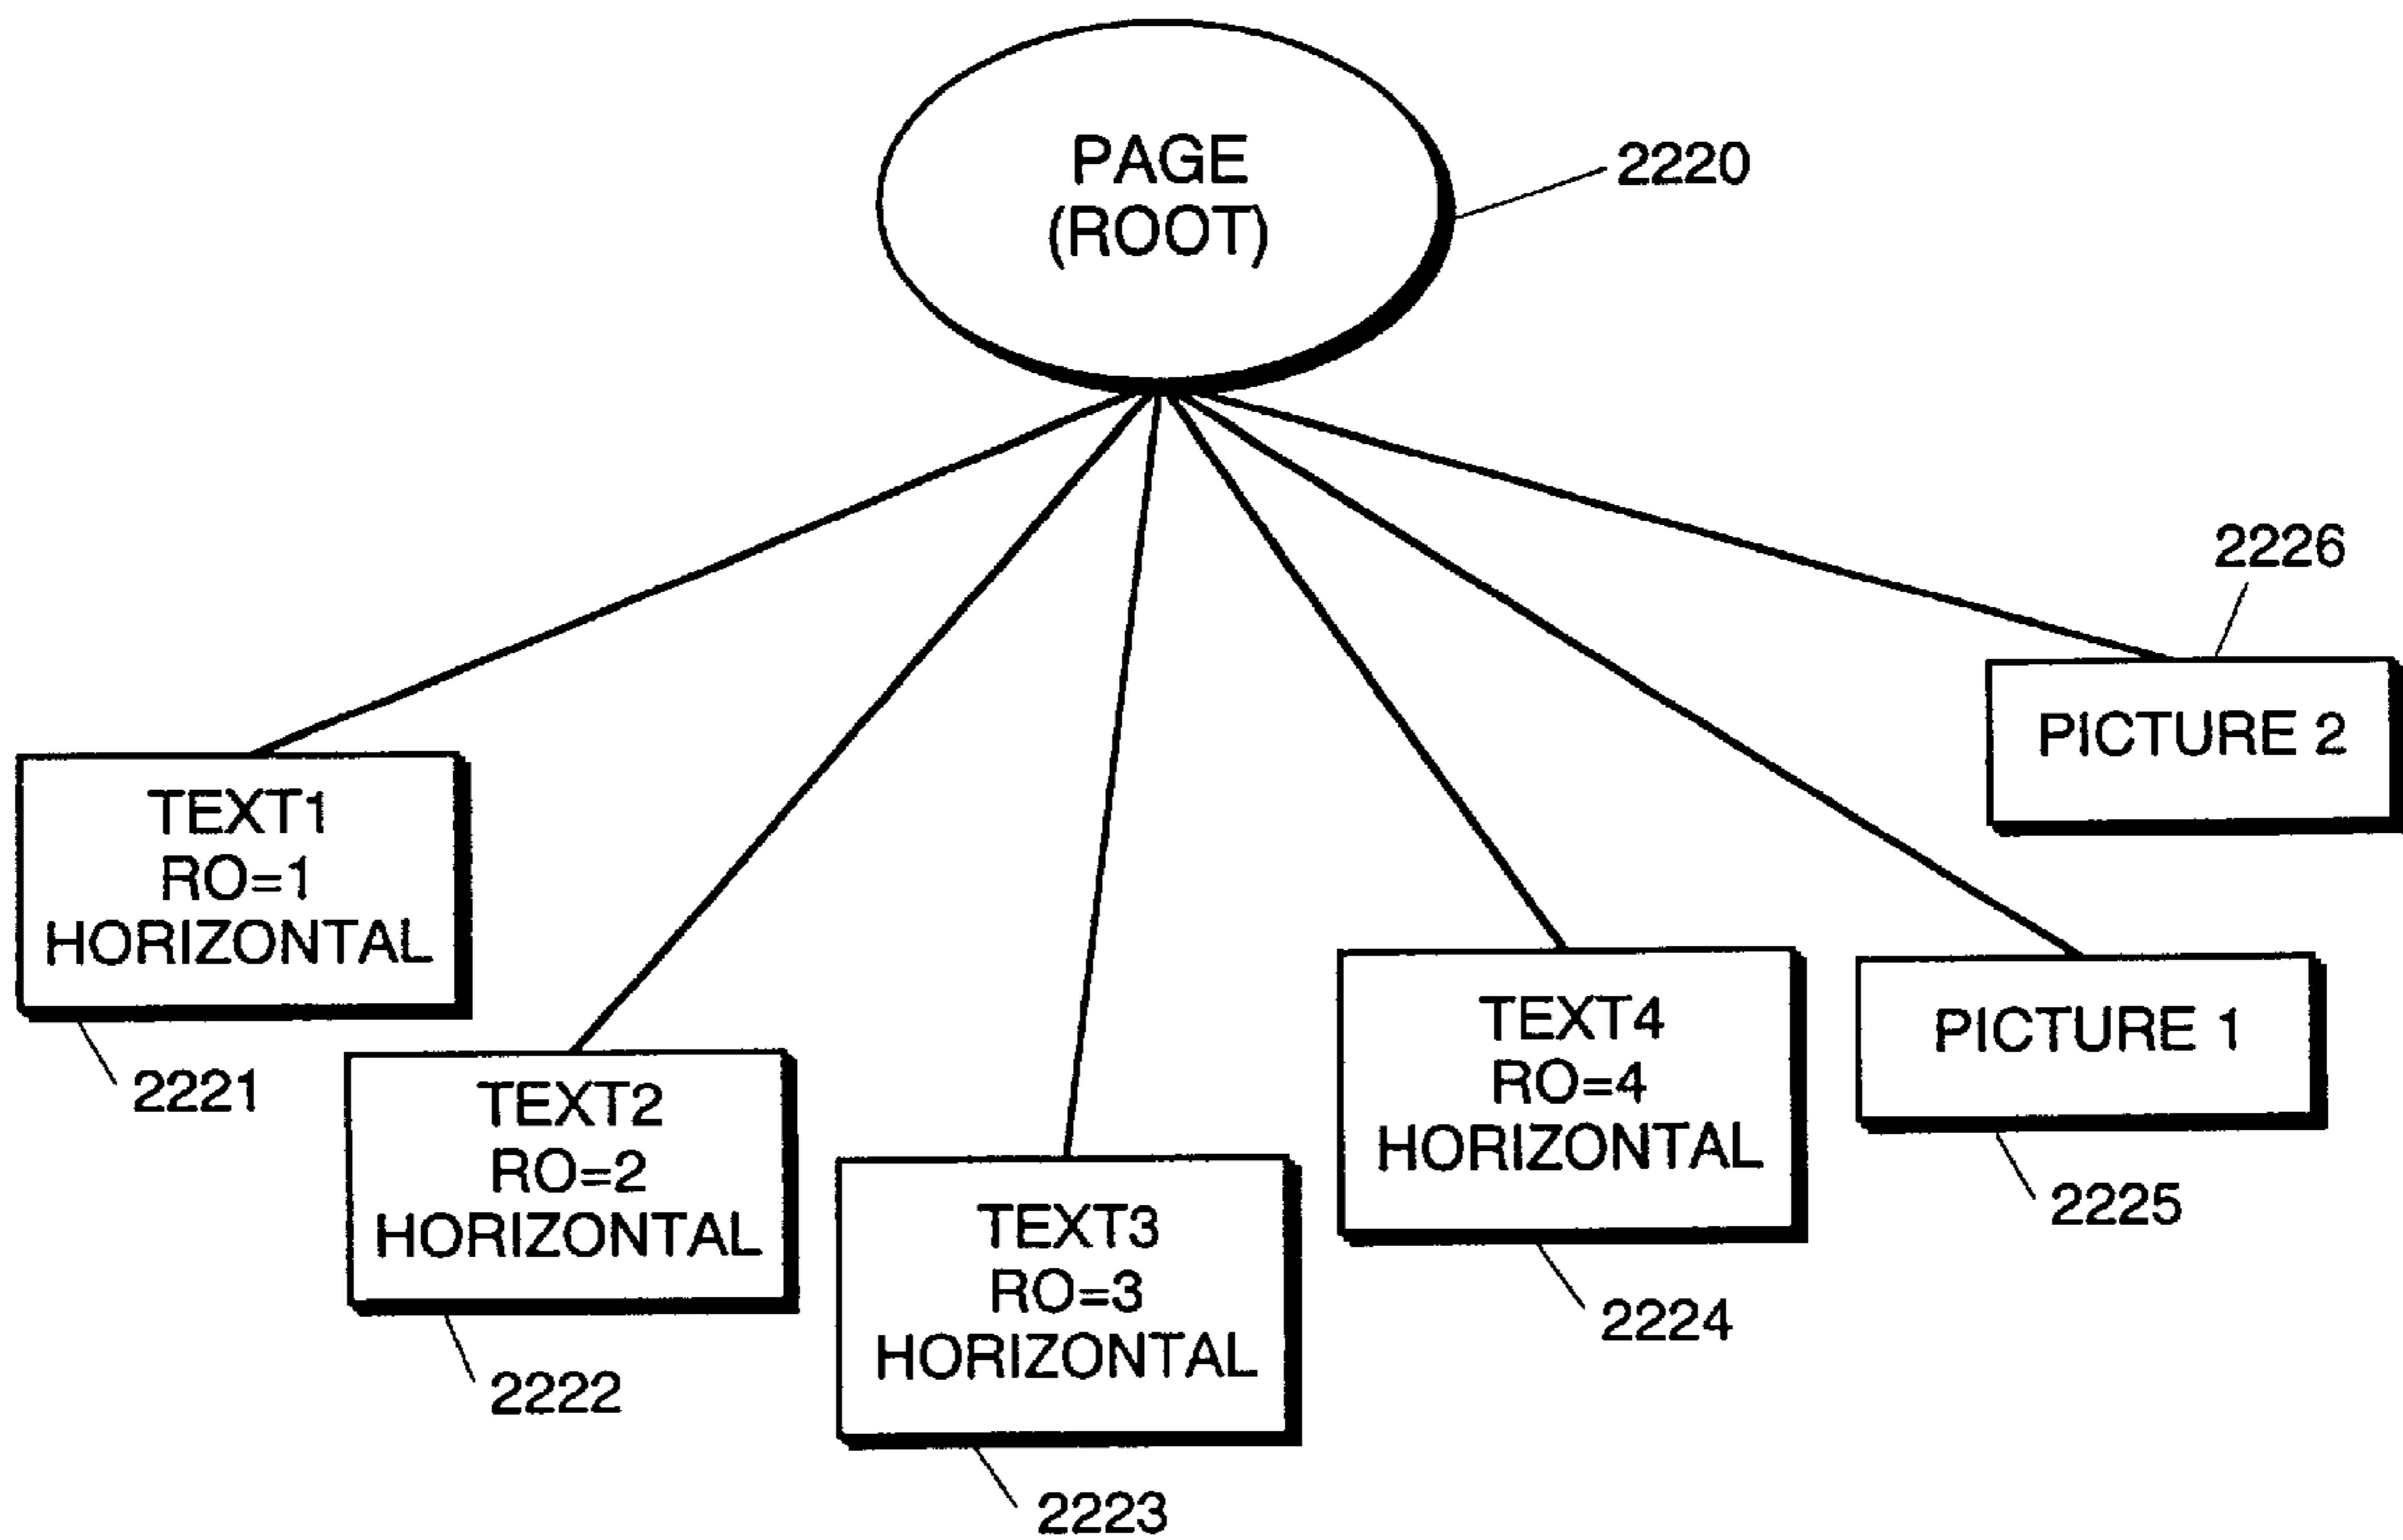 PAGE
(ROOT)
2220
TEXT1
RO=1
HORIZONTAL
2221
TEXT2
RO=2
HORIZONTAL
2222
TEXT3
RO=3
HORIZONTAL
2223
TEXT4
RO=4
HORIZONTAL
2224
PICTURE 1
2225
2226
PICTURE 2